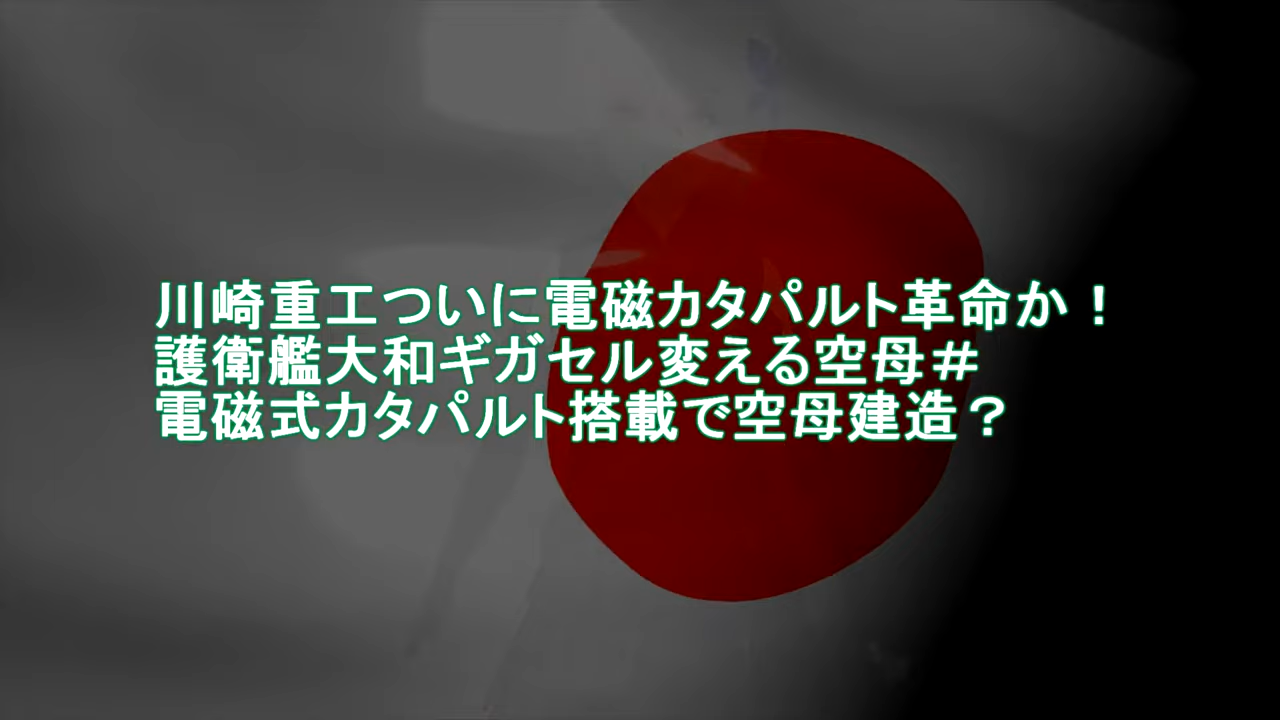 川崎重工ついに電磁カタパルト革命か！
護衛艦大和ギガセル変える空母＃
電磁式カタパルト搭載で空母建造？